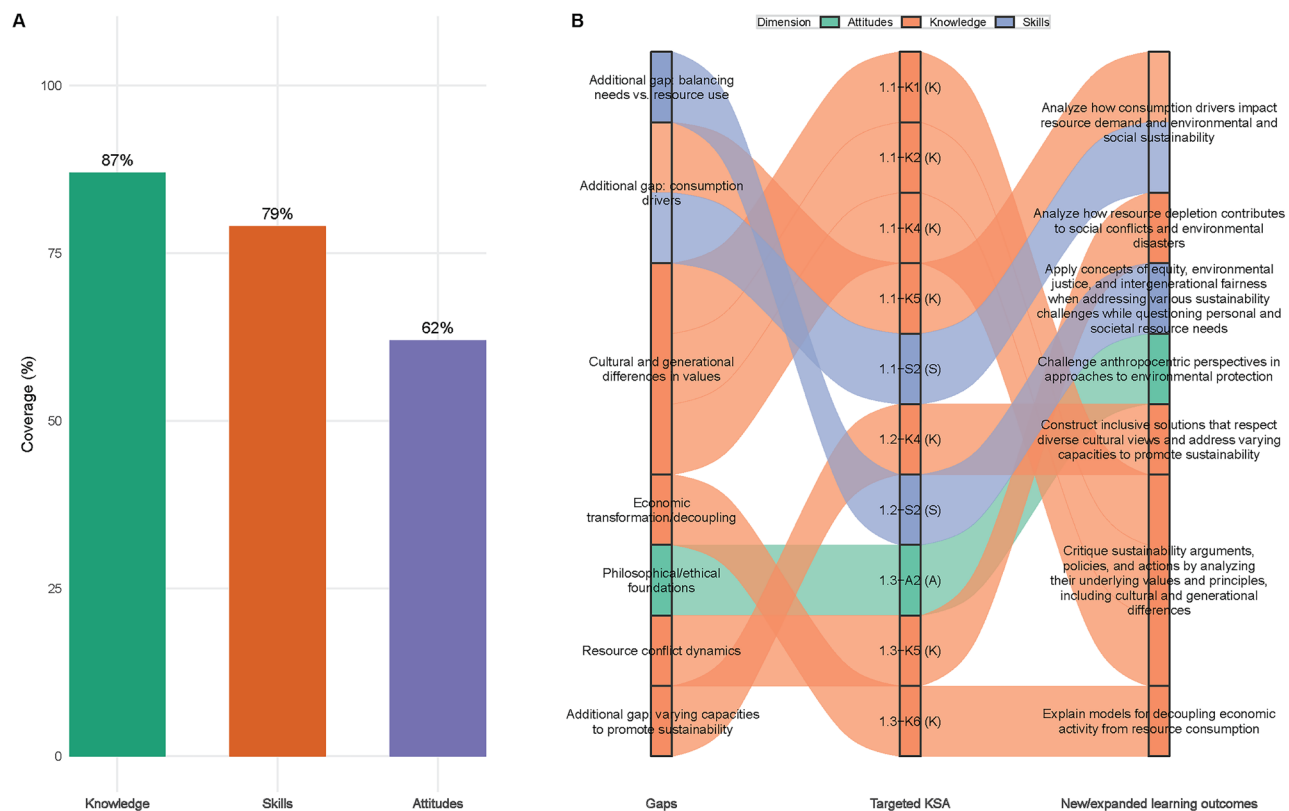 A
100
75
50
25
0
Coverage (%)
87%
79%
62%
Knowledge
Skills
Attitudes
B
Dimension
Attitudes
Knowledge
Skills
Additional gap: balancing
needs vs. resource use
Additional gap: consumption
drivers
Cultural and generational
differences in values
Economic
transformation/decoupling
Philosophical/ethical
foundations
Resource conflict dynamics
Additional gap: varying capacities
to promote sustainability
1.1−K1 (K)
1.1−K2 (K)
1.1−K4 (K)
1.1−K5 (K)
1.1−S2 (S)
1.2−K4 (K)
1.2−S2 (S)
1.3−A2 (A)
1.3−K5 (K)
1.3−K6 (K)
Analyze how consumption drivers impact
resource demand and environmental and
social sustainability
Analyze how resource depletion contributes
to social conflicts and environmental
disasters
Apply concepts of equity, environmental
justice, and intergenerational fairness
when addressing various sustainability
challenges while questioning personal and
societal resource needs
Challenge anthropocentric perspectives in
approaches to environmental protection
Construct inclusive solutions that respect
diverse cultural views and address varying
capacities to promote sustainability
Critique sustainability arguments,
policies, and actions by analyzing
their underlying values and principles,
including cultural and generational
differences
Explain models for decoupling economic
activity from resource consumption
Gaps
Targeted KSA
New/expanded learning outcomes